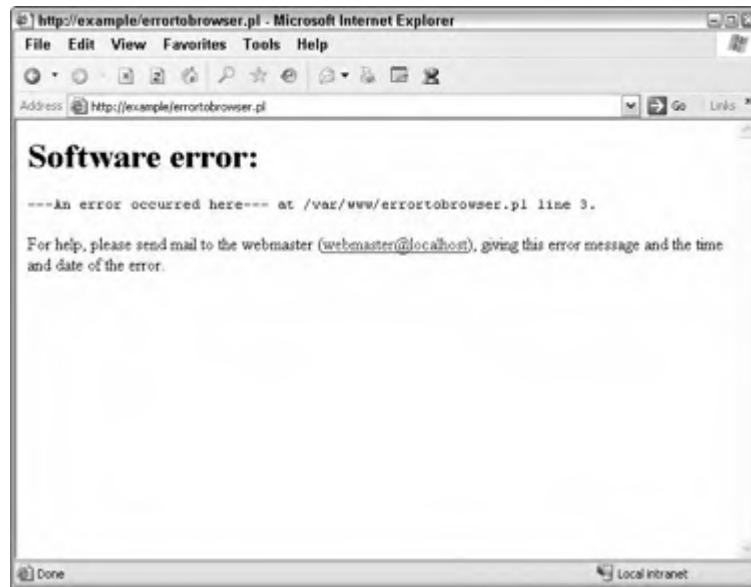 http://example/errortobrowser.pl - Microsoft Internet Explorer
File Edit View Favorites Tools Help
Address http://example/errortobrowser.pl Go Links
Software error:
---An error occurred here--- at /var/www/errortobrowser.pl line 3.
For help, please send mail to the webmaster (webmaster@localhost), giving this error message and the time
and date of the error.
Done Local intranet